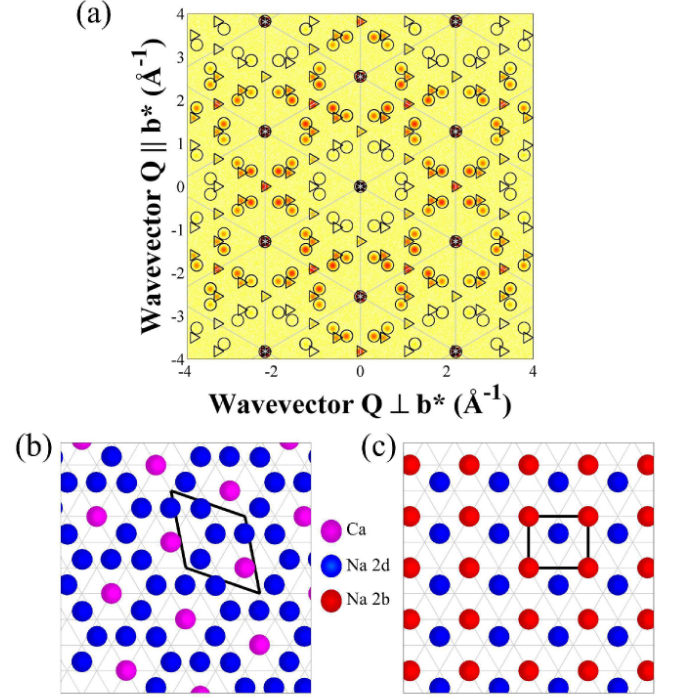 (a)
Wavevector Q || b* (Å⁻¹)
4
3
2
1
0
-1
-2
-3
-4
-4
-2
0
2
4
Wavevector Q ⊥ b* (Å⁻¹)
(b)
(c)
Ca
Na 2d
Na 2b